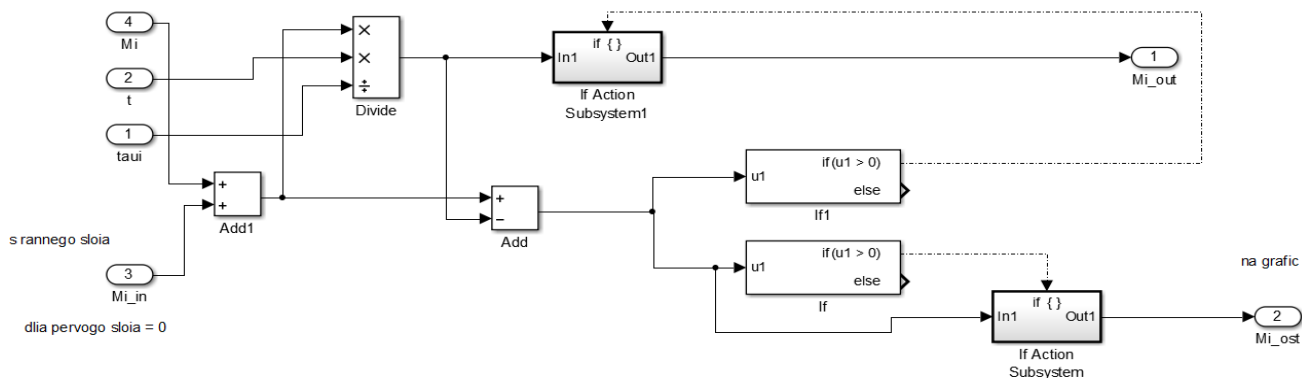 4
Mi
2
t
1
taui
×
×
÷
Divide
if { }
In1
Out1
If Action
Subsystem1
1
Mi_out
+
+
Add1
+
−
Add
u1
if(u1 > 0)
else
If1
s rannego sloia
3
Mi_in
dlia pervogo sloia = 0
u1
if(u1 > 0)
else
If
if { }
In1
Out1
If Action
Subsystem
na grafic
2
Mi_ost